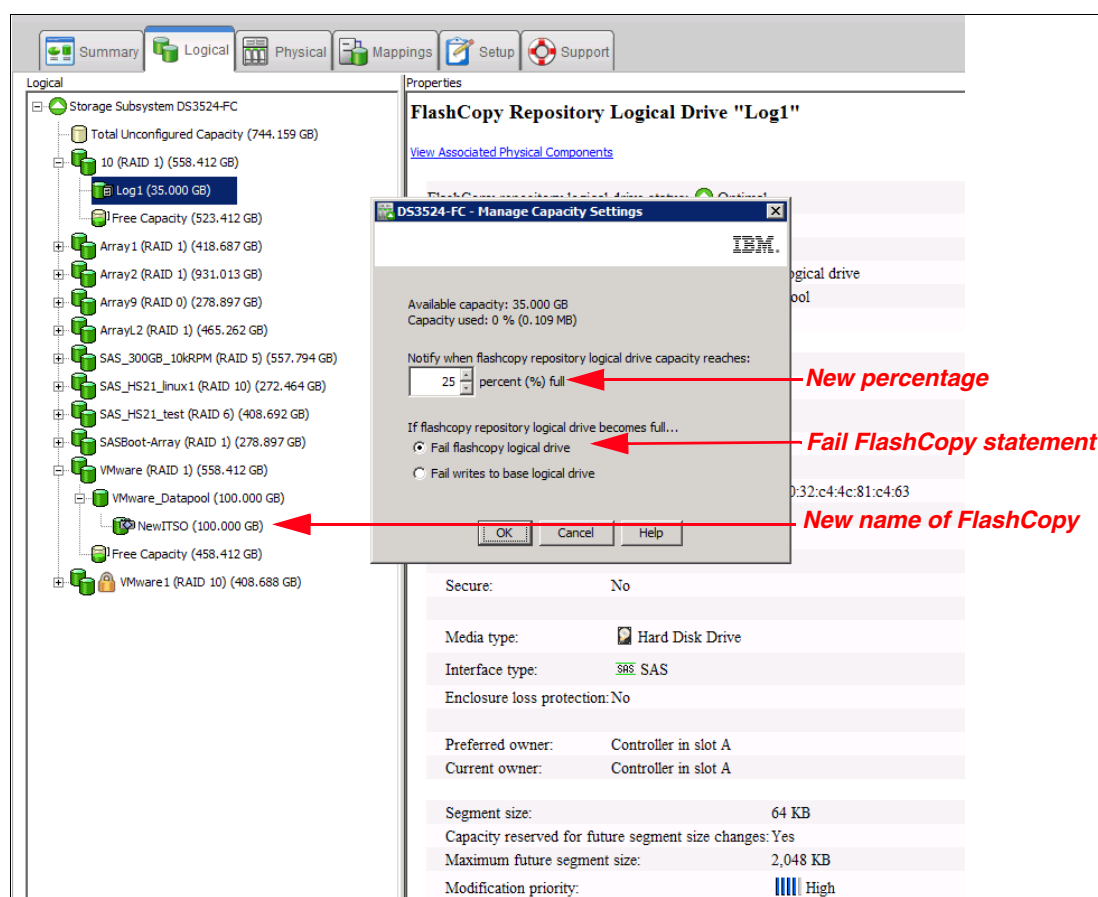 Summary Logical Physical Mappings Setup Support
Logical
Storage Subsystem DS3524-FC
Total Unconfigured Capacity (744.159 GB)
10 (RAID 1) (558.412 GB)
Log1 (35.000 GB)
Free Capacity (523.412 GB)
Array1 (RAID 1) (418.687 GB)
Array2 (RAID 1) (931.013 GB)
Array9 (RAID 0) (278.897 GB)
ArrayL2 (RAID 1) (465.262 GB)
SAS_300GB_10kRPM (RAID 5) (557.794 GB)
SAS_HS21_linux1 (RAID 10) (272.464 GB)
SAS_HS21_test (RAID 6) (408.692 GB)
SASBoot-Array (RAID 1) (278.897 GB)
VMware (RAID 1) (558.412 GB)
VMware_Datapool (100.000 GB)
NewITSO (100.000 GB)
Free Capacity (458.412 GB)
VMware1 (RAID 10) (408.688 GB)
Properties
FlashCopy Repository Logical Drive "Log1"
View Associated Physical Components
FlashCopy repository logical drive status: Optimal
DS3524-FC - Manage Capacity Settings
IBM.
Available capacity: 35.000 GB
Capacity used: 0 % (0.109 MB)
Notify when flashcopy repository logical drive capacity reaches:
25 percent (%) full
If flashcopy repository logical drive becomes full...
Fail flashcopy logical drive
Fail writes to base logical drive
OK Cancel Help
ogical drive
ool
New percentage
Fail FlashCopy statement
0:32:c4:4c:81:c4:63
New name of FlashCopy
Secure: No
Media type: Hard Disk Drive
Interface type: SAS SAS
Enclosure loss protection: No
Preferred owner: Controller in slot A
Current owner: Controller in slot A
Segment size: 64 KB
Capacity reserved for future segment size changes: Yes
Maximum future segment size: 2,048 KB
Modification priority: High